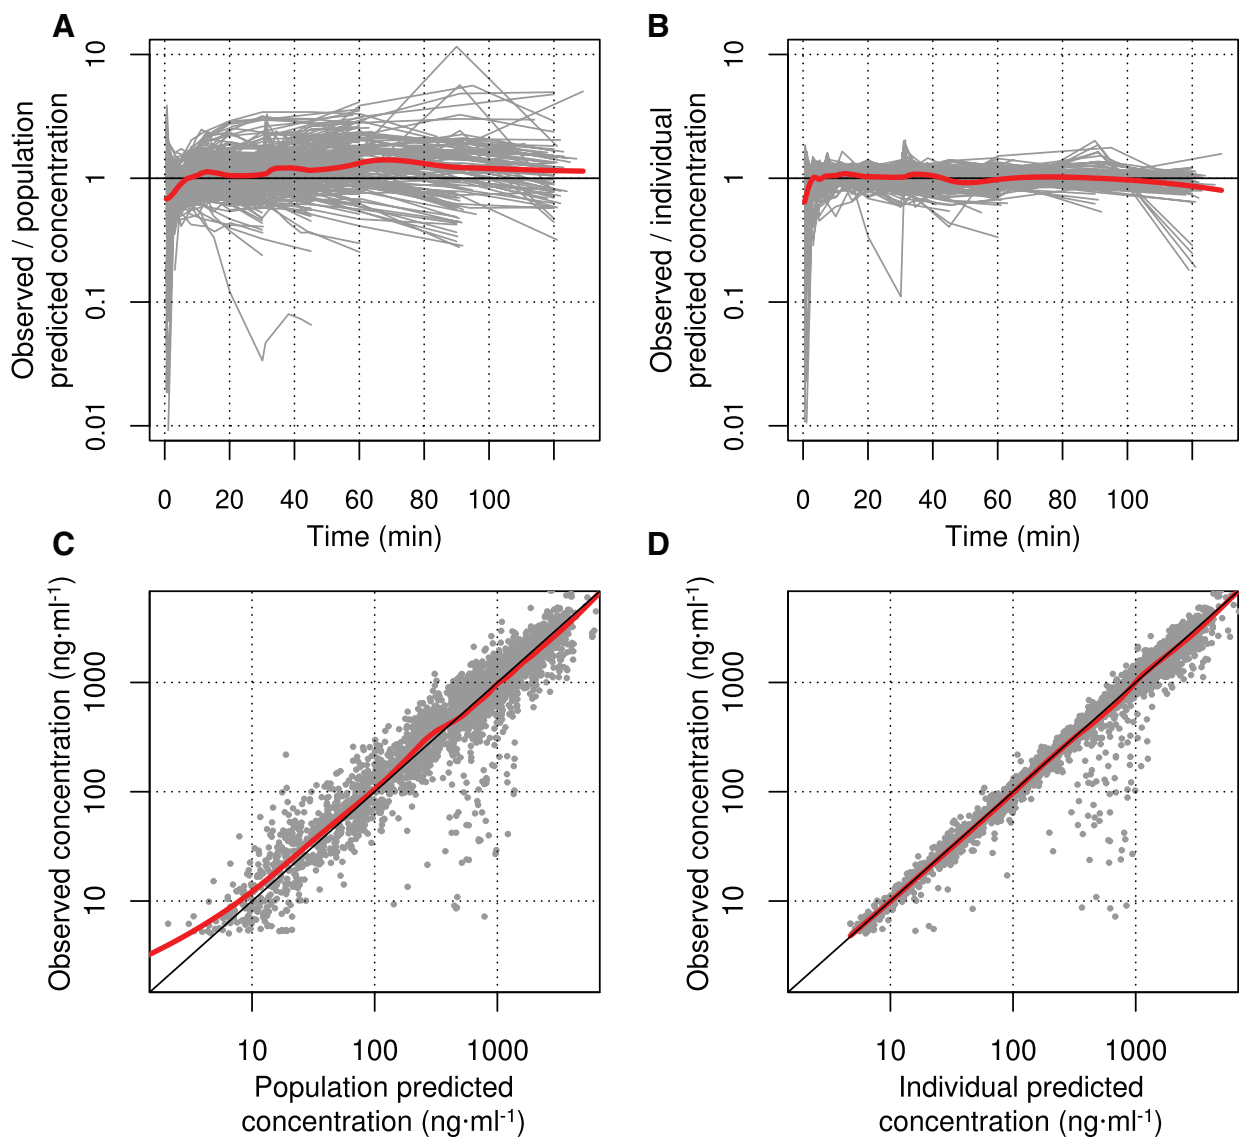 A
Observed / population
predicted concentration
10
1
0.1
0.01
0 20 40 60 80 100
Time (min)
B
Observed / individual
predicted concentration
10
1
0.1
0.01
0 20 40 60 80 100
Time (min)
C
Observed concentration (ng·ml⁻¹)
1000
100
10
10 100 1000
Population predicted
concentration (ng·ml⁻¹)
D
Observed concentration (ng·ml⁻¹)
1000
100
10
10 100 1000
Individual predicted
concentration (ng·ml⁻¹)